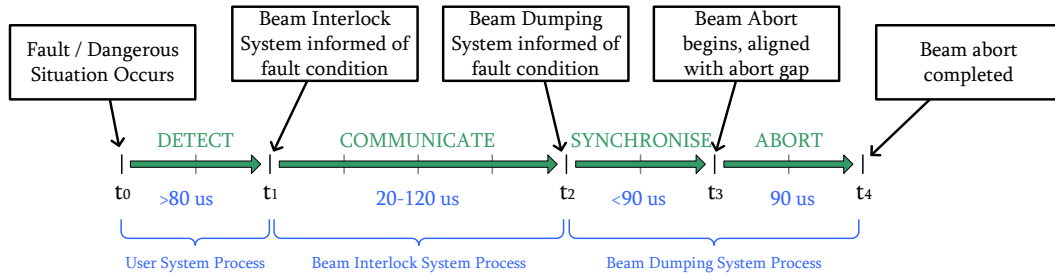 Fault / Dangerous
Situation Occurs
Beam Interlock
System informed of
fault condition
Beam Dumping
System informed of
fault condition
Beam Abort
begins, aligned
with abort gap
Beam abort
completed
DETECT
COMMUNICATE
SYNCHRONISE
ABORT
t0
t1
t2
t3
t4
>80 us
20-120 us
<90 us
90 us
User System Process
Beam Interlock System Process
Beam Dumping System Process